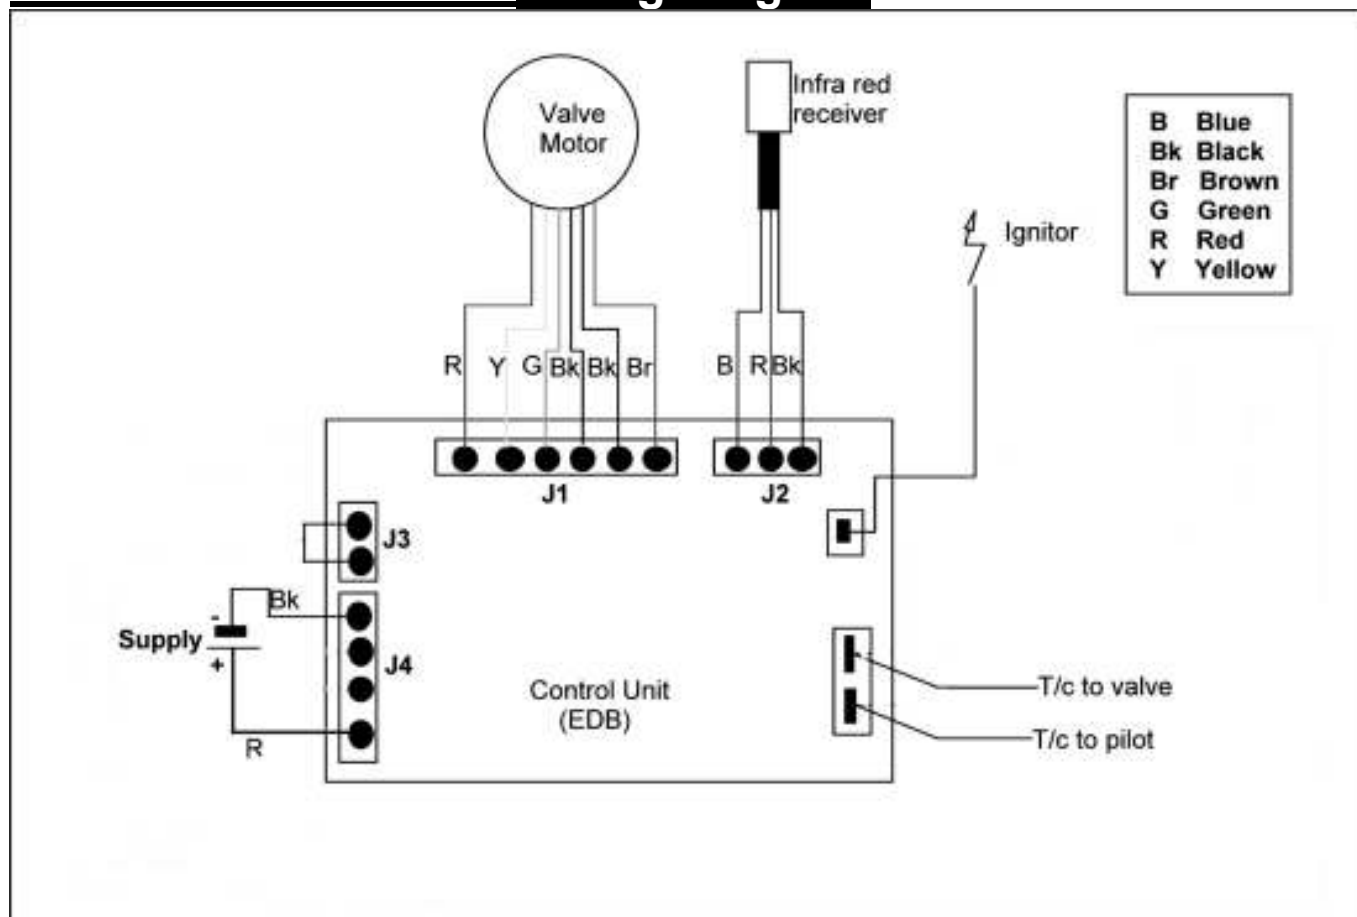 Valve
Motor
Infra red
receiver
B Blue
Bk Black
Br Brown
G Green
R Red
Y Yellow
Ignitor
R Y G Bk Bk Br
B R Bk
J1
J2
J3
Bk
-
Supply
+
J4
R
Control Unit
(EDB)
T/c to valve
T/c to pilot